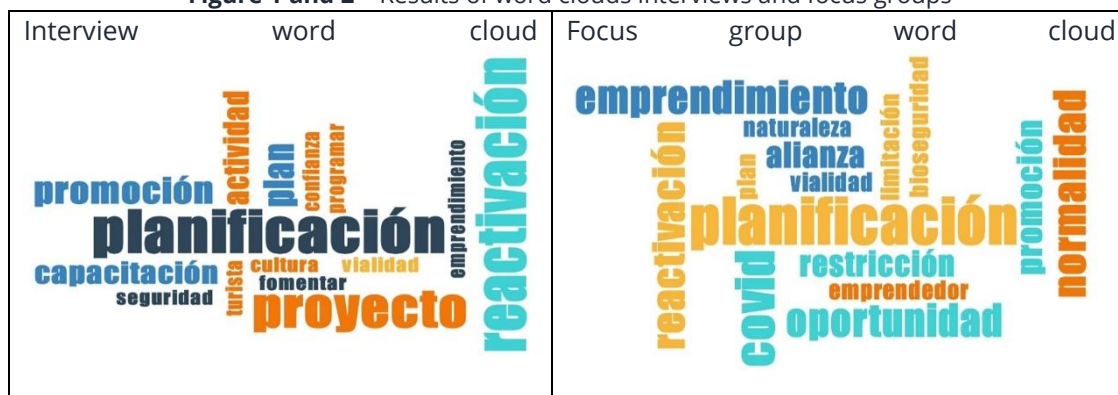 Figure 1 and 2 – Results of word clouds interviews and focus groups
Interview word cloud
promoción
actividad
plan
confianza
programar
emprendimiento
reactivación
planificación
capacitación
cultura
vialidad
seguridad
turista
fomentar
proyecto
Focus group word cloud
emprendimiento
naturaleza
alianza
vialidad
plan
limitación
bioseguridad
reactivación
planificación
promoción
normalidad
covid
restricción
emprendedor
oportunidad